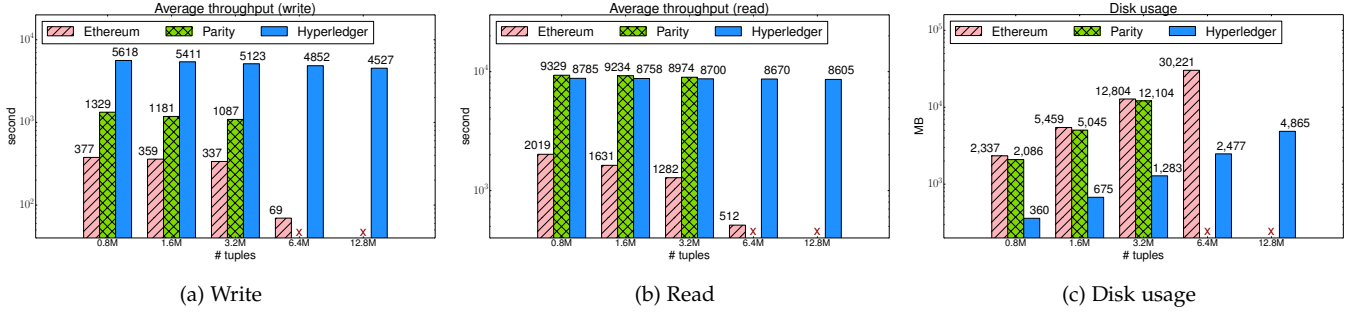 Average throughput (write)
Ethereum Parity Hyperledger
10^4
10^3
10^2
second
377 1329 5618
359 1181 5411
337 1087 5123
69 x 4852
x 4527
0.8M 1.6M 3.2M 6.4M 12.8M
# tuples
(a) Write
Average throughput (read)
Ethereum Parity Hyperledger
10^4
10^3
second
2019 9329 8785
1631 9234 8758
1282 8974 8700
512 x 8670
x 8605
0.8M 1.6M 3.2M 6.4M 12.8M
# tuples
(b) Read
Disk usage
Ethereum Parity Hyperledger
10^5
10^4
10^3
MB
2,337 2,086 360
5,459 5,045 675
12,804 12,104 1,283
30,221 x 2,477
x 4,865
0.8M 1.6M 3.2M 6.4M 12.8M
# tuples
(c) Disk usage